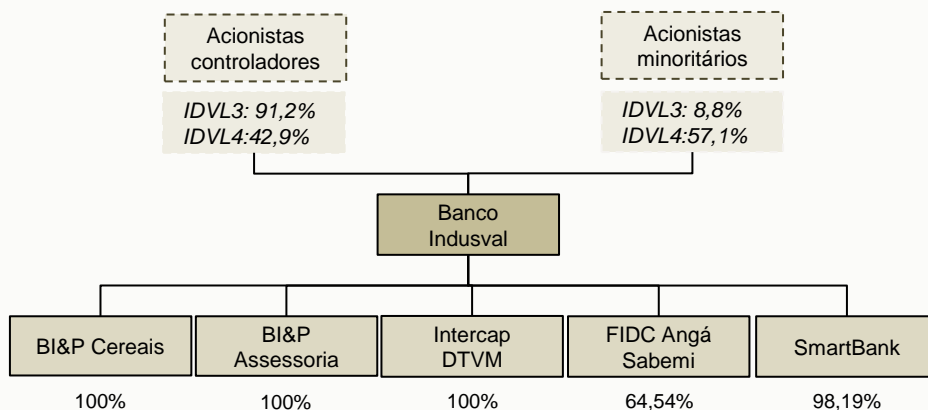 Acionistas
controladores
Acionistas
minoritários
IDVL3: 91,2%
IDVL4:42,9%
IDVL3: 8,8%
IDVL4:57,1%
Banco
Indusval
BI&P Cereais
BI&P
Assessoria
Intercap
DTVM
FIDC Angá
Sabemi
SmartBank
100%
100%
100%
64,54%
98,19%